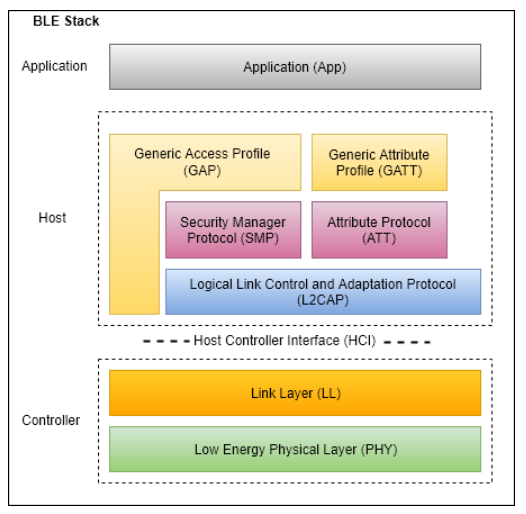 BLE Stack
Application
Application (App)
Host
Generic Access Profile
(GAP)
Generic Attribute
Profile (GATT)
Security Manager
Protocol (SMP)
Attribute Protocol
(ATT)
Logical Link Control and Adaptation Protocol
(L2CAP)
Host Controller Interface (HCI)
Controller
Link Layer (LL)
Low Energy Physical Layer (PHY)